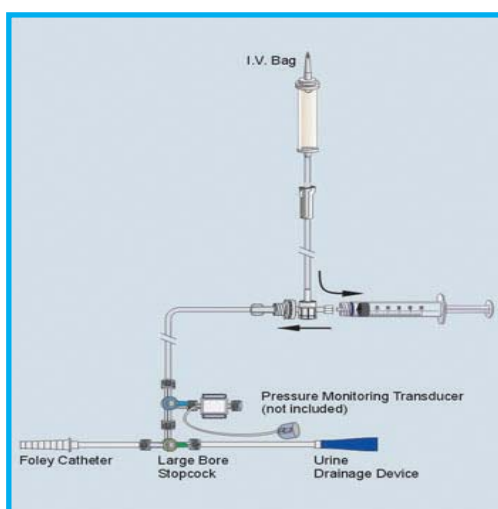 I.V. Bag
Pressure Monitoring Transducer
(not included)
Foley Catheter
Large Bore
Stopcock
Urine
Drainage Device